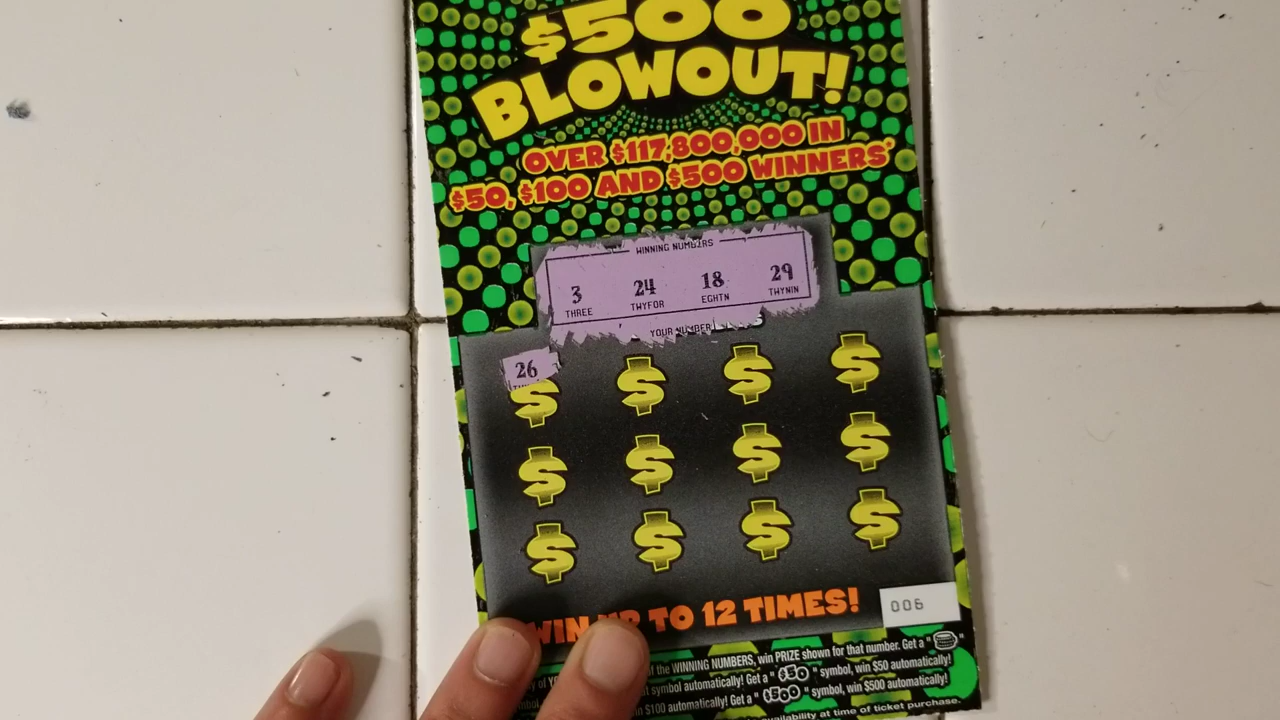 $500
BLOWOUT!
OVER $117,800,000 IN
$50, $100 AND $500 WINNERS*
WINNING NUMBERS
3 24 18 29
THREE TWYFOR EGHTN TWYNIN
YOUR NUMBERS
26
WIN UP TO 12 TIMES!
006
of the WINNING NUMBERS, win PRIZE shown for that number. Get a " "
symbol automatically! Get a "$50" symbol, win $50 automatically!
in $100 automatically! Get a "$500" symbol, win $500 automatically!
availability at time of ticket purchase.